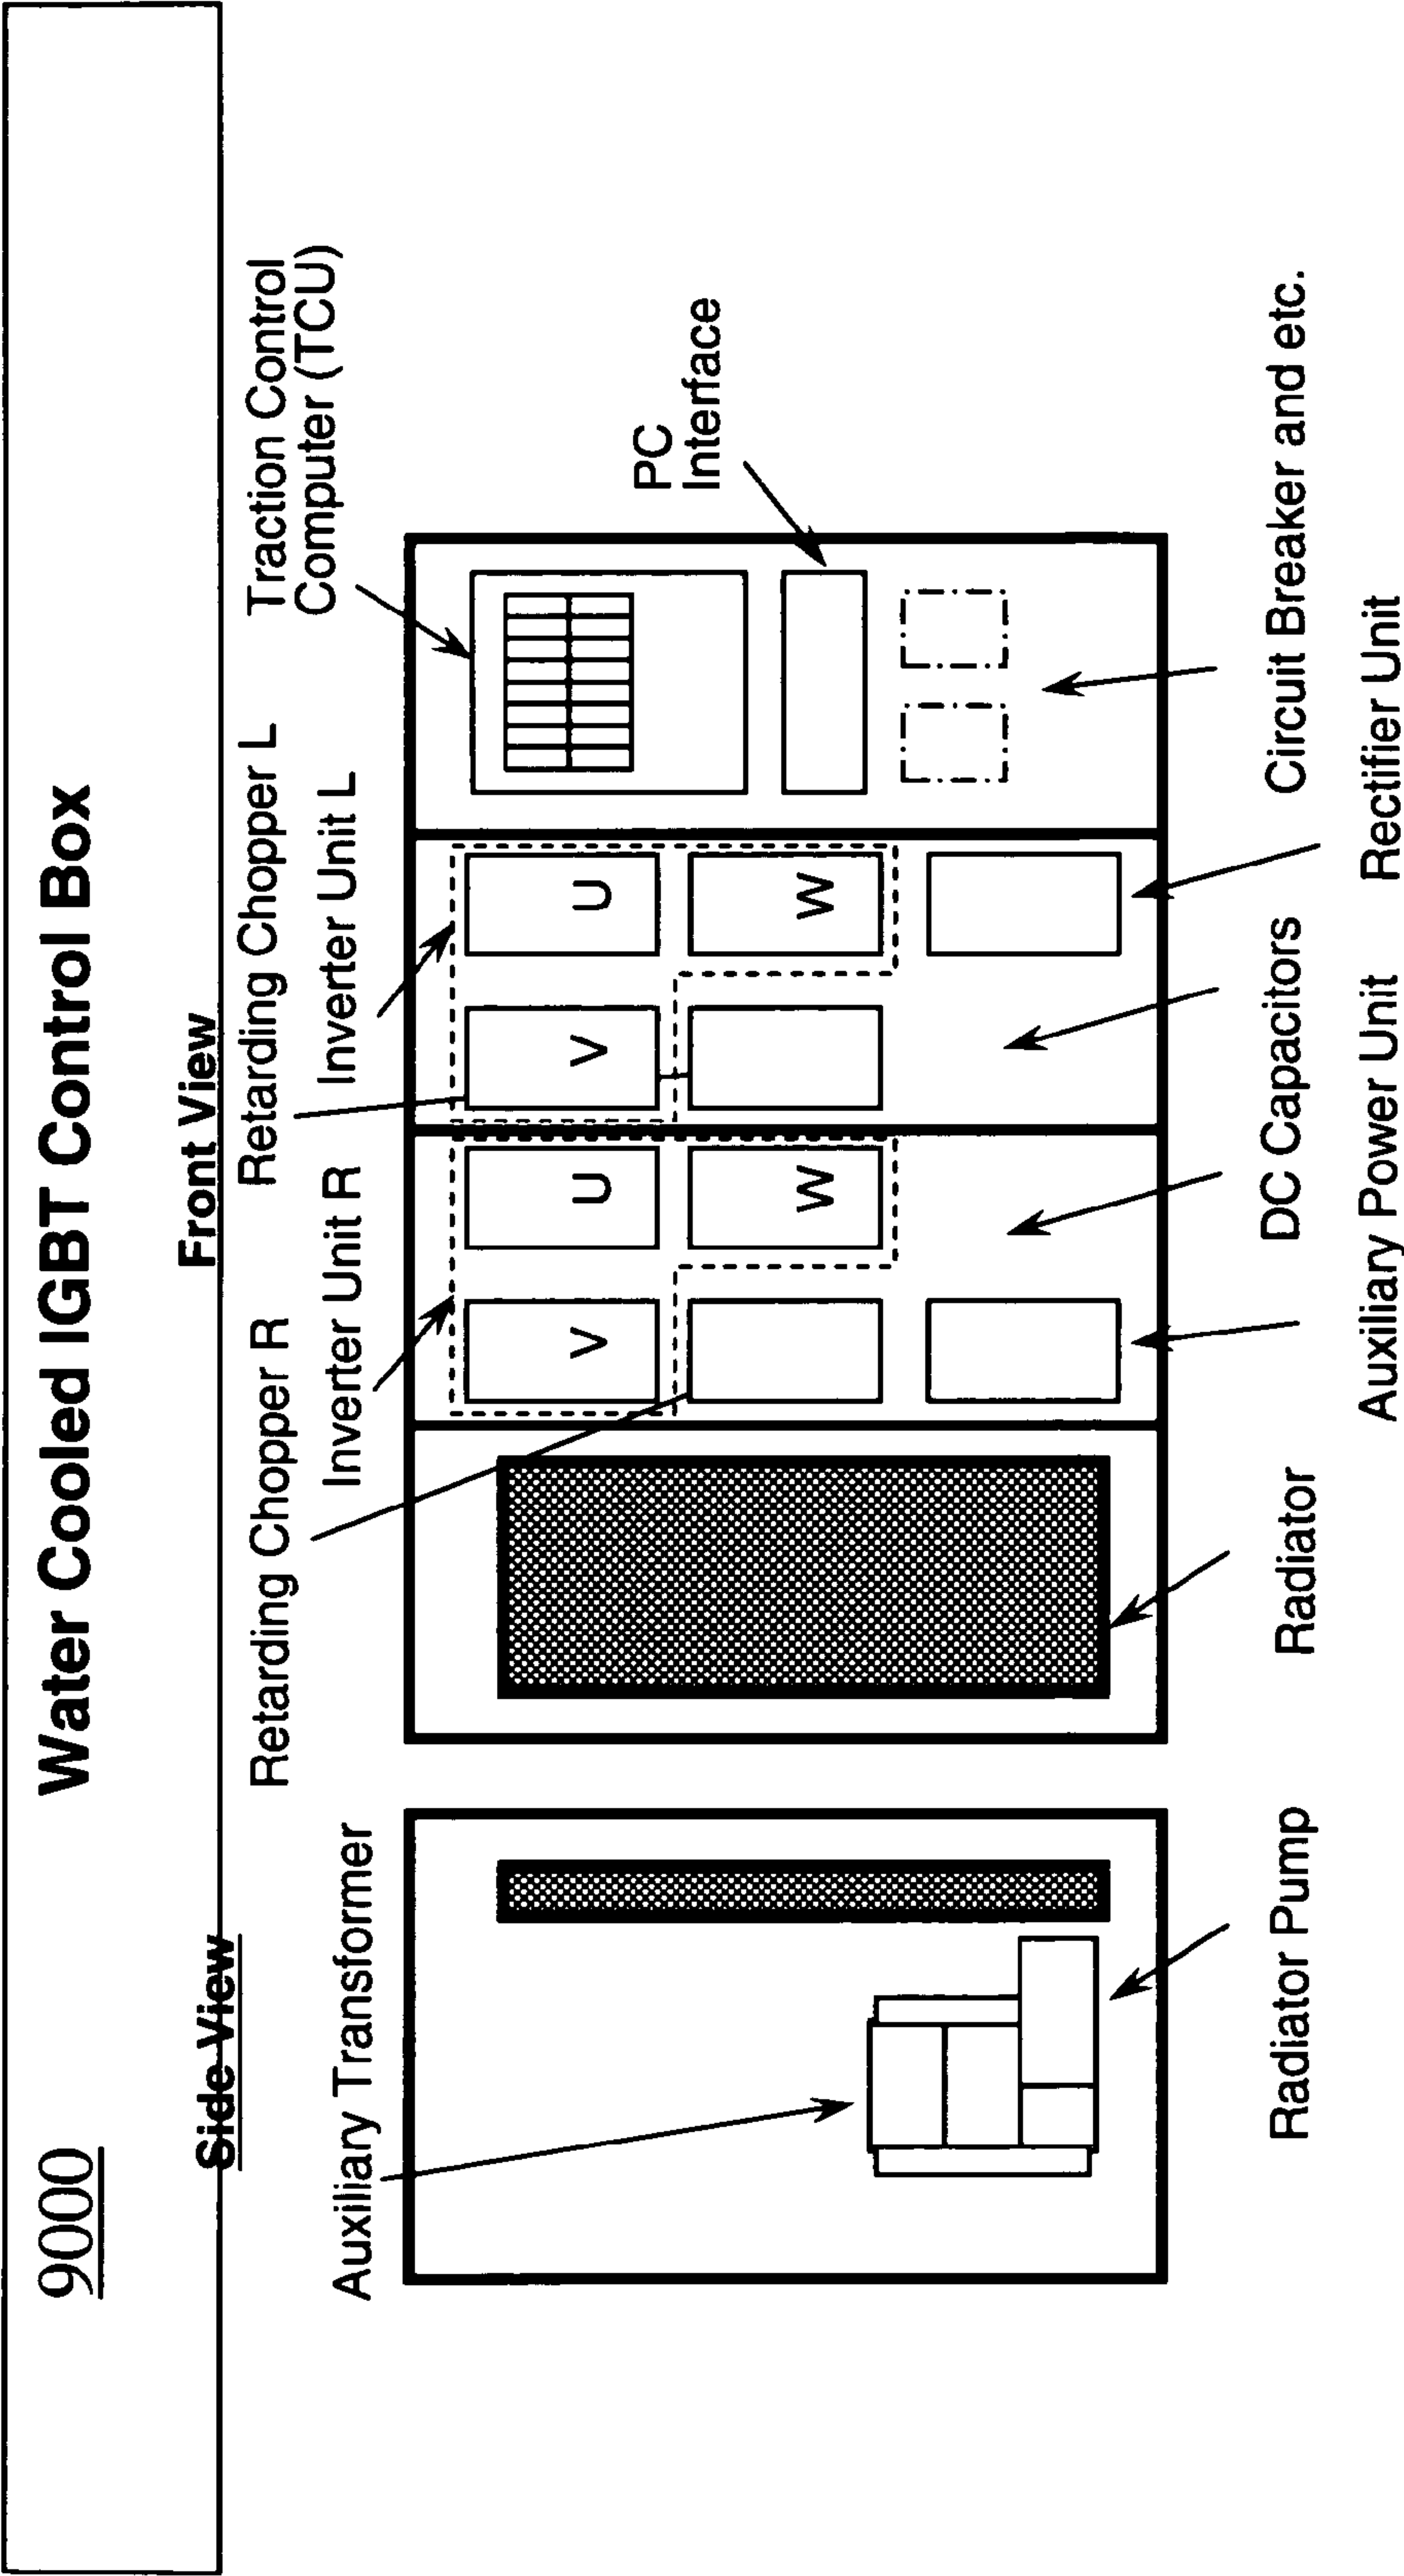 9000
Water Cooled IGBT Control Box
Side View
Front View
Auxiliary Transformer
Retarding Chopper R
Inverter Unit R
Retarding Chopper L
Inverter Unit L
Traction Control
Computer (TCU)
PC
Interface
V
U
V
U
W
W
Radiator Pump
Radiator
DC Capacitors
Circuit Breaker and etc.
Auxiliary Power Unit
Rectifier Unit